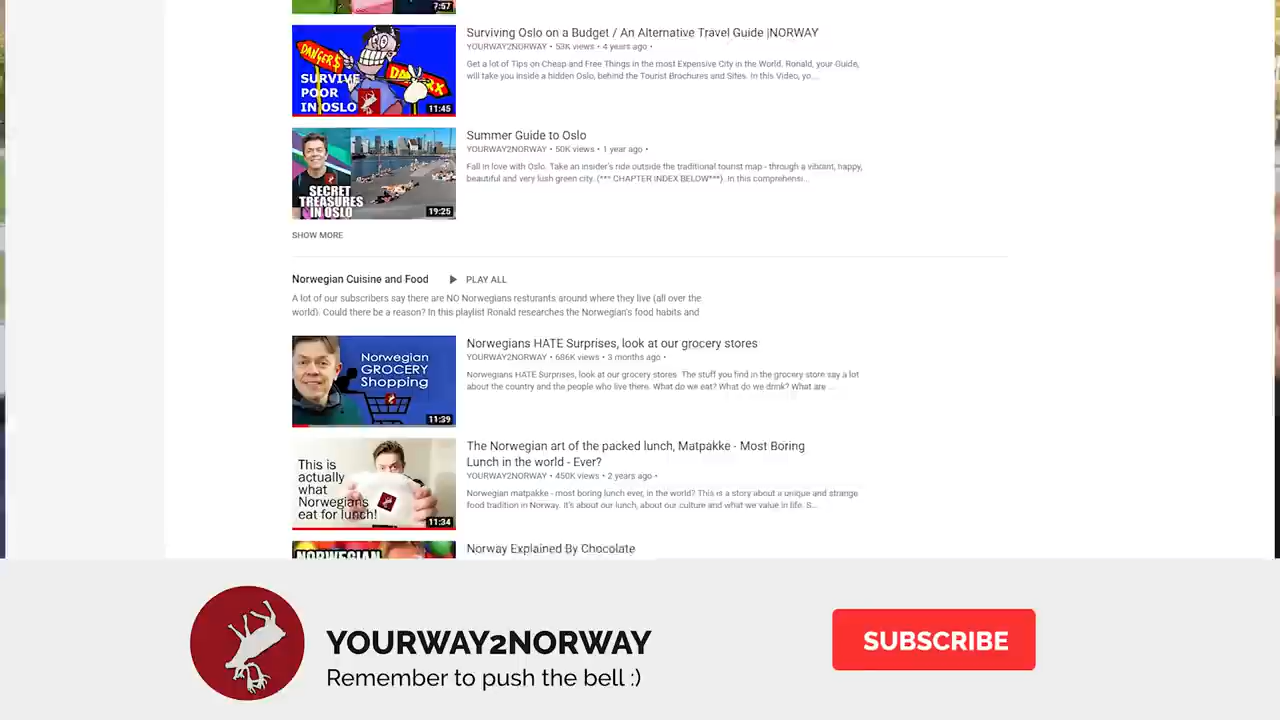 7:57
Surviving Oslo on a Budget / An Alternative Travel Guide |NORWAY
YOURWAY2NORWAY • 53K views • 4 years ago •
Get a lot of Tips on Cheap and Free Things in the most Expensive City in the World. Ronald, your Guide,
will take you inside a hidden Oslo, behind the Tourist Brochures and Sites. In this Video, yo...
DANGERS
SURVIVE
POOR
IN OSLO
11:45
Summer Guide to Oslo
YOURWAY2NORWAY • 50K views • 1 year ago •
Fall in love with Oslo. Take an insider's ride outside the traditional tourist map - through a vibrant, happy,
beautiful and very lush green city. (*** CHAPTER INDEX BELOW***). In this comprehensi...
SECRET
TREASURES
IN OSLO
19:25
SHOW MORE
Norwegian Cuisine and Food
PLAY ALL
A lot of our subscribers say there are NO Norwegians resturants around where they live (all over the
world). Could there be a reason? In this playlist Ronald researches the Norwegian's food habits and
Norwegians HATE Surprises, look at our grocery stores
YOURWAY2NORWAY • 686K views • 3 months ago •
Norwegians HATE Surprises, look at our grocery stores. The stuff you find in the grocery store say a lot
about the country and the people who live there. What do we eat? What do we drink? What are ...
Norwegian
GROCERY
Shopping
11:39
The Norwegian art of the packed lunch, Matpakke - Most Boring
Lunch in the world - Ever?
YOURWAY2NORWAY • 450K views • 2 years ago •
Norwegian matpakke - most boring lunch ever, in the world? This is a story about a unique and strange
food tradition in Norway. It's about our lunch, about our culture and what we value in life. S...
This is
actually
what
Norwegians
eat for lunch!
11:34
NORWEGIAN
Norway Explained By Chocolate
YOURWAY2NORWAY
Remember to push the bell :)
SUBSCRIBE